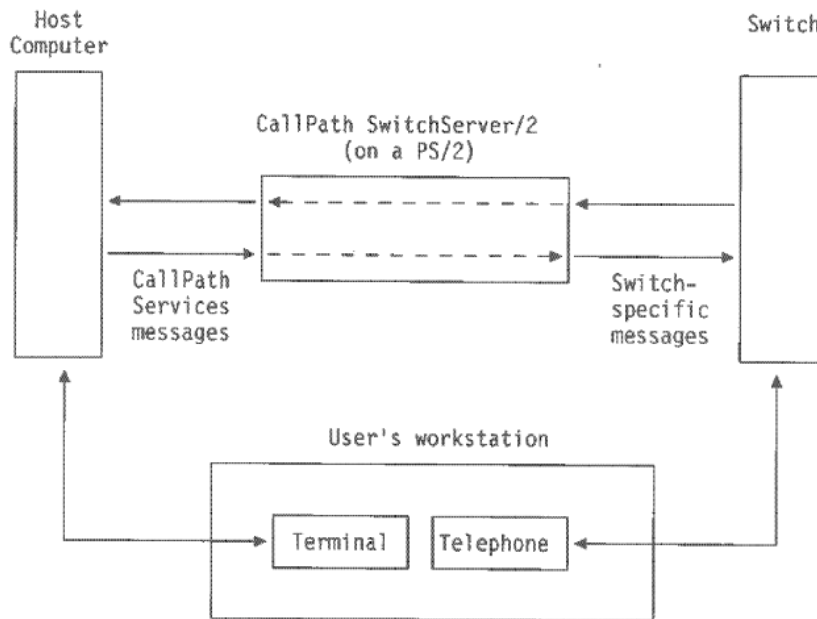 Host
Computer
Switch
CallPath SwitchServer/2
(on a PS/2)
CallPath
Services
messages
Switch-
specific
messages
User's workstation
Terminal
Telephone